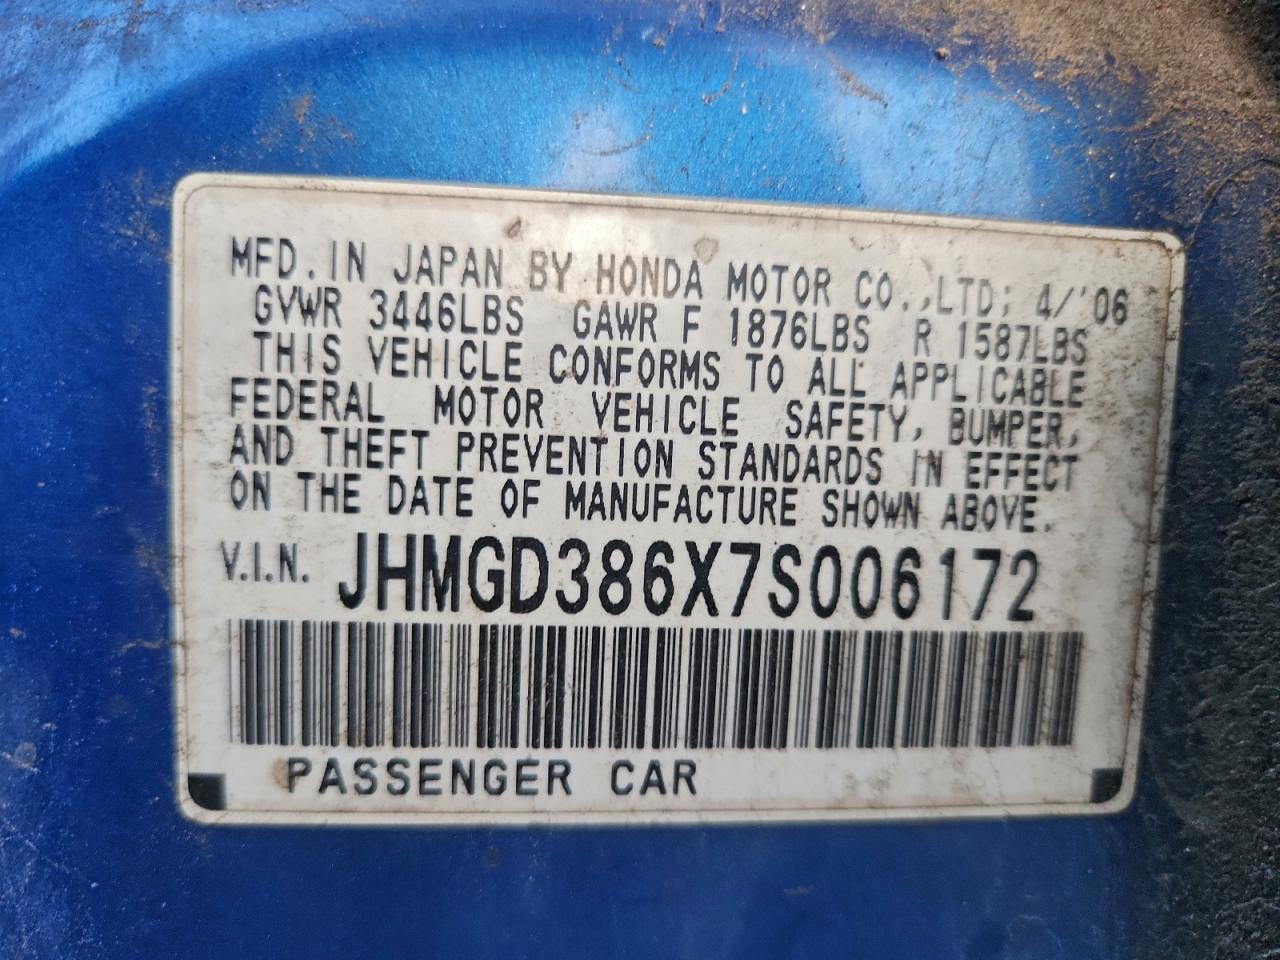 MFD. IN JAPAN BY HONDA MOTOR CO.,LTD; 4/'06
GVWR 3446LBS GAWR F 1876LBS R 1587LBS
THIS VEHICLE CONFORMS TO ALL APPLICABLE
FEDERAL MOTOR VEHICLE SAFETY, BUMPER,
AND THEFT PREVENTION STANDARDS IN EFFECT
ON THE DATE OF MANUFACTURE SHOWN ABOVE.
V.I.N. JHMGD386X7S006172
PASSENGER CAR